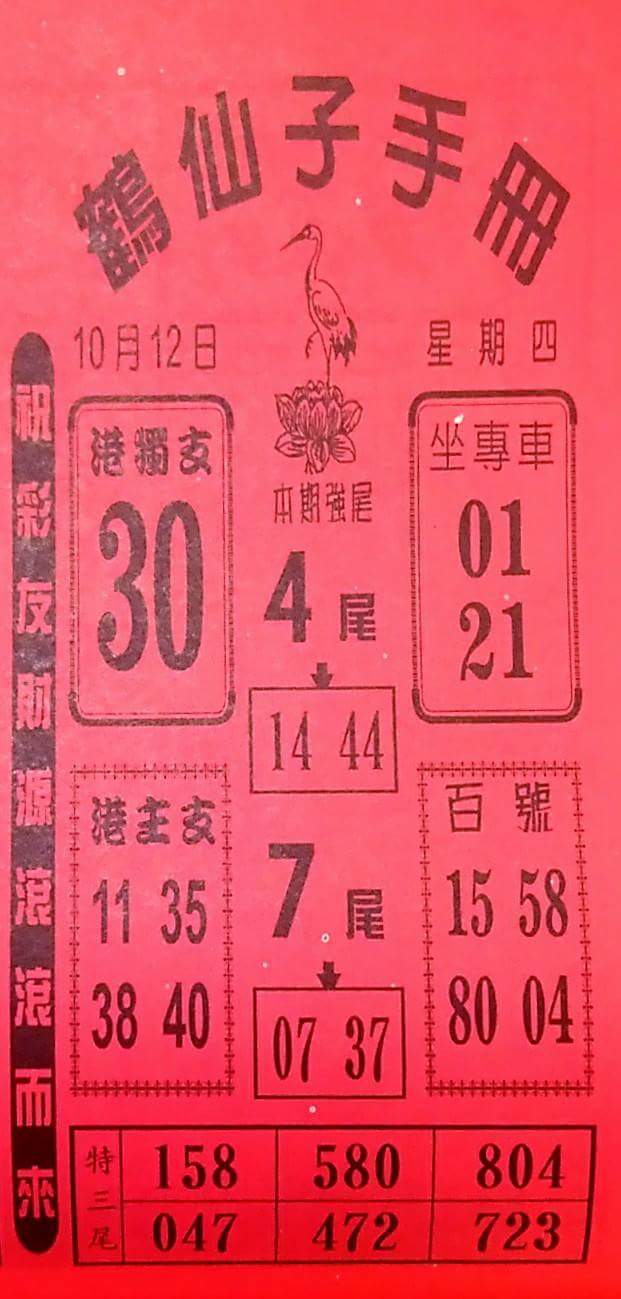 鶴仙子手冊
10月12日
星期四
祝彩友財源滾滾而來
港獨支
30
本期強尾
4尾
14 44
坐專車
01
21
港主支
11 35
38 40
7尾
07 37
百號
15 58
80 04
特三尾
158 580 804
047 472 723